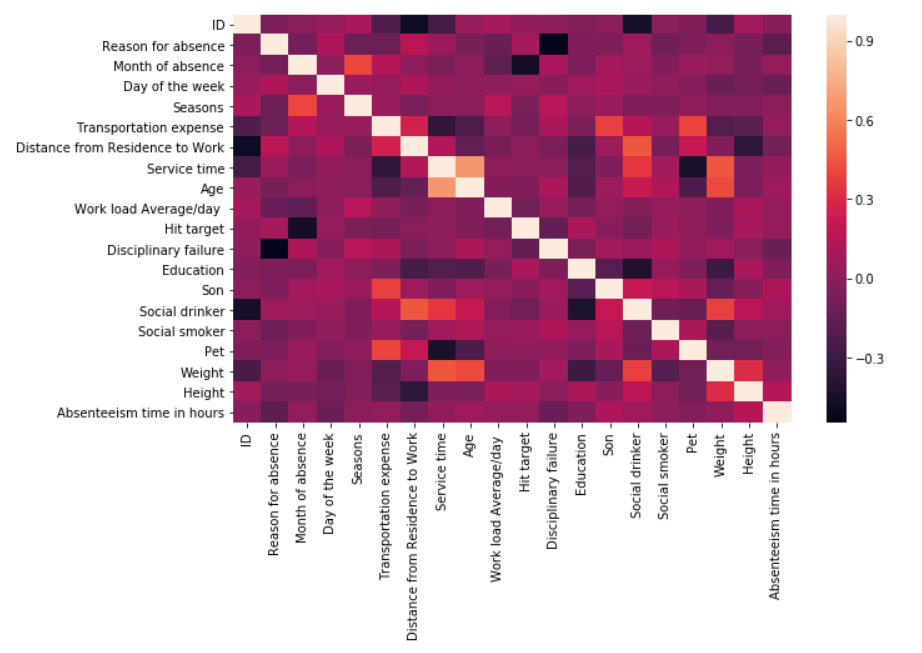 ID
Reason for absence
Month of absence
Day of the week
Seasons
Transportation expense
Distance from Residence to Work
Service time
Age
Work load Average/day
Hit target
Disciplinary failure
Education
Son
Social drinker
Social smoker
Pet
Weight
Height
Absenteeism time in hours
ID
Reason for absence
Month of absence
Day of the week
Seasons
Transportation expense
Distance from Residence to Work
Service time
Age
Work load Average/day
Hit target
Disciplinary failure
Education
Son
Social drinker
Social smoker
Pet
Weight
Height
Absenteeism time in hours
0.9
0.6
0.3
0.0
−0.3